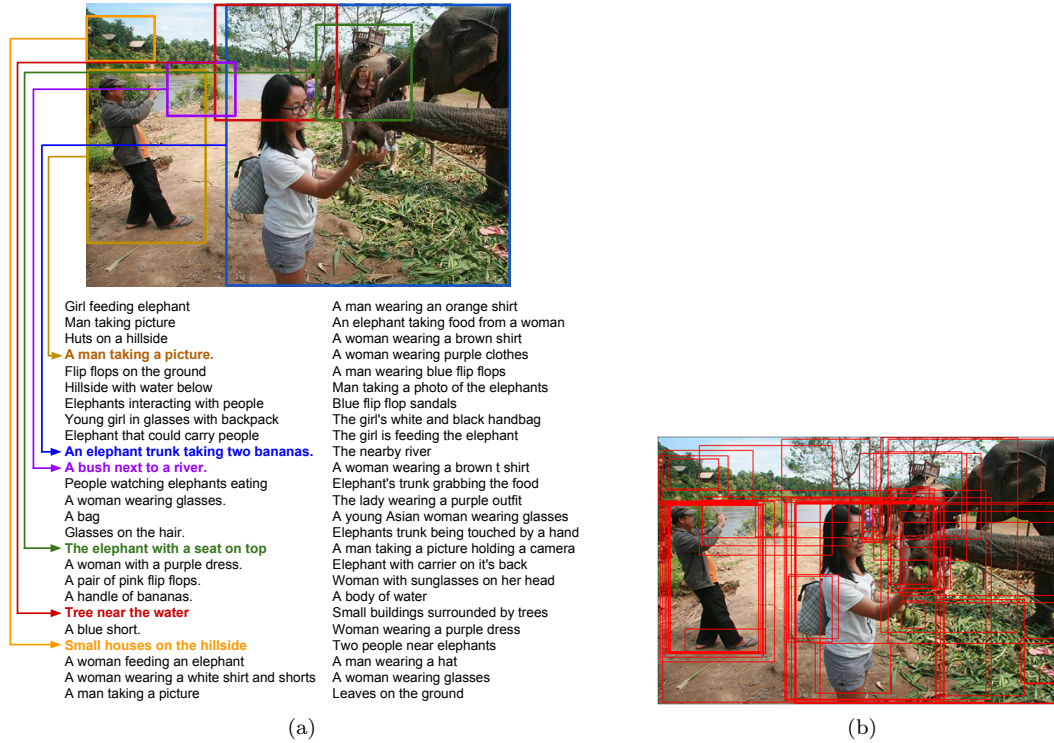 Girl feeding elephant
Man taking picture
Huts on a hillside
A man taking a picture.
Flip flops on the ground
Hillside with water below
Elephants interacting with people
Young girl in glasses with backpack
Elephant that could carry people
An elephant trunk taking two bananas.
A bush next to a river.
People watching elephants eating
A woman wearing glasses.
A bag
Glasses on the hair.
The elephant with a seat on top
A woman with a purple dress.
A pair of pink flip flops.
A handle of bananas.
Tree near the water
A blue short.
Small houses on the hillside
A woman feeding an elephant
A woman wearing a white shirt and shorts
A man taking a picture
A man wearing an orange shirt
An elephant taking food from a woman
A woman wearing a brown shirt
A woman wearing purple clothes
A man wearing blue flip flops
Man taking a photo of the elephants
Blue flip flop sandals
The girl's white and black handbag
The girl is feeding the elephant
The nearby river
A woman wearing a brown t shirt
Elephant's trunk grabbing the food
The lady wearing a purple outfit
A young Asian woman wearing glasses
Elephants trunk being touched by a hand
A man taking a picture holding a camera
Elephant with carrier on it's back
Woman with sunglasses on her head
A body of water
Small buildings surrounded by trees
Woman wearing a purple dress
Two people near elephants
A man wearing a hat
A woman wearing glasses
Leaves on the ground
(a)
(b)